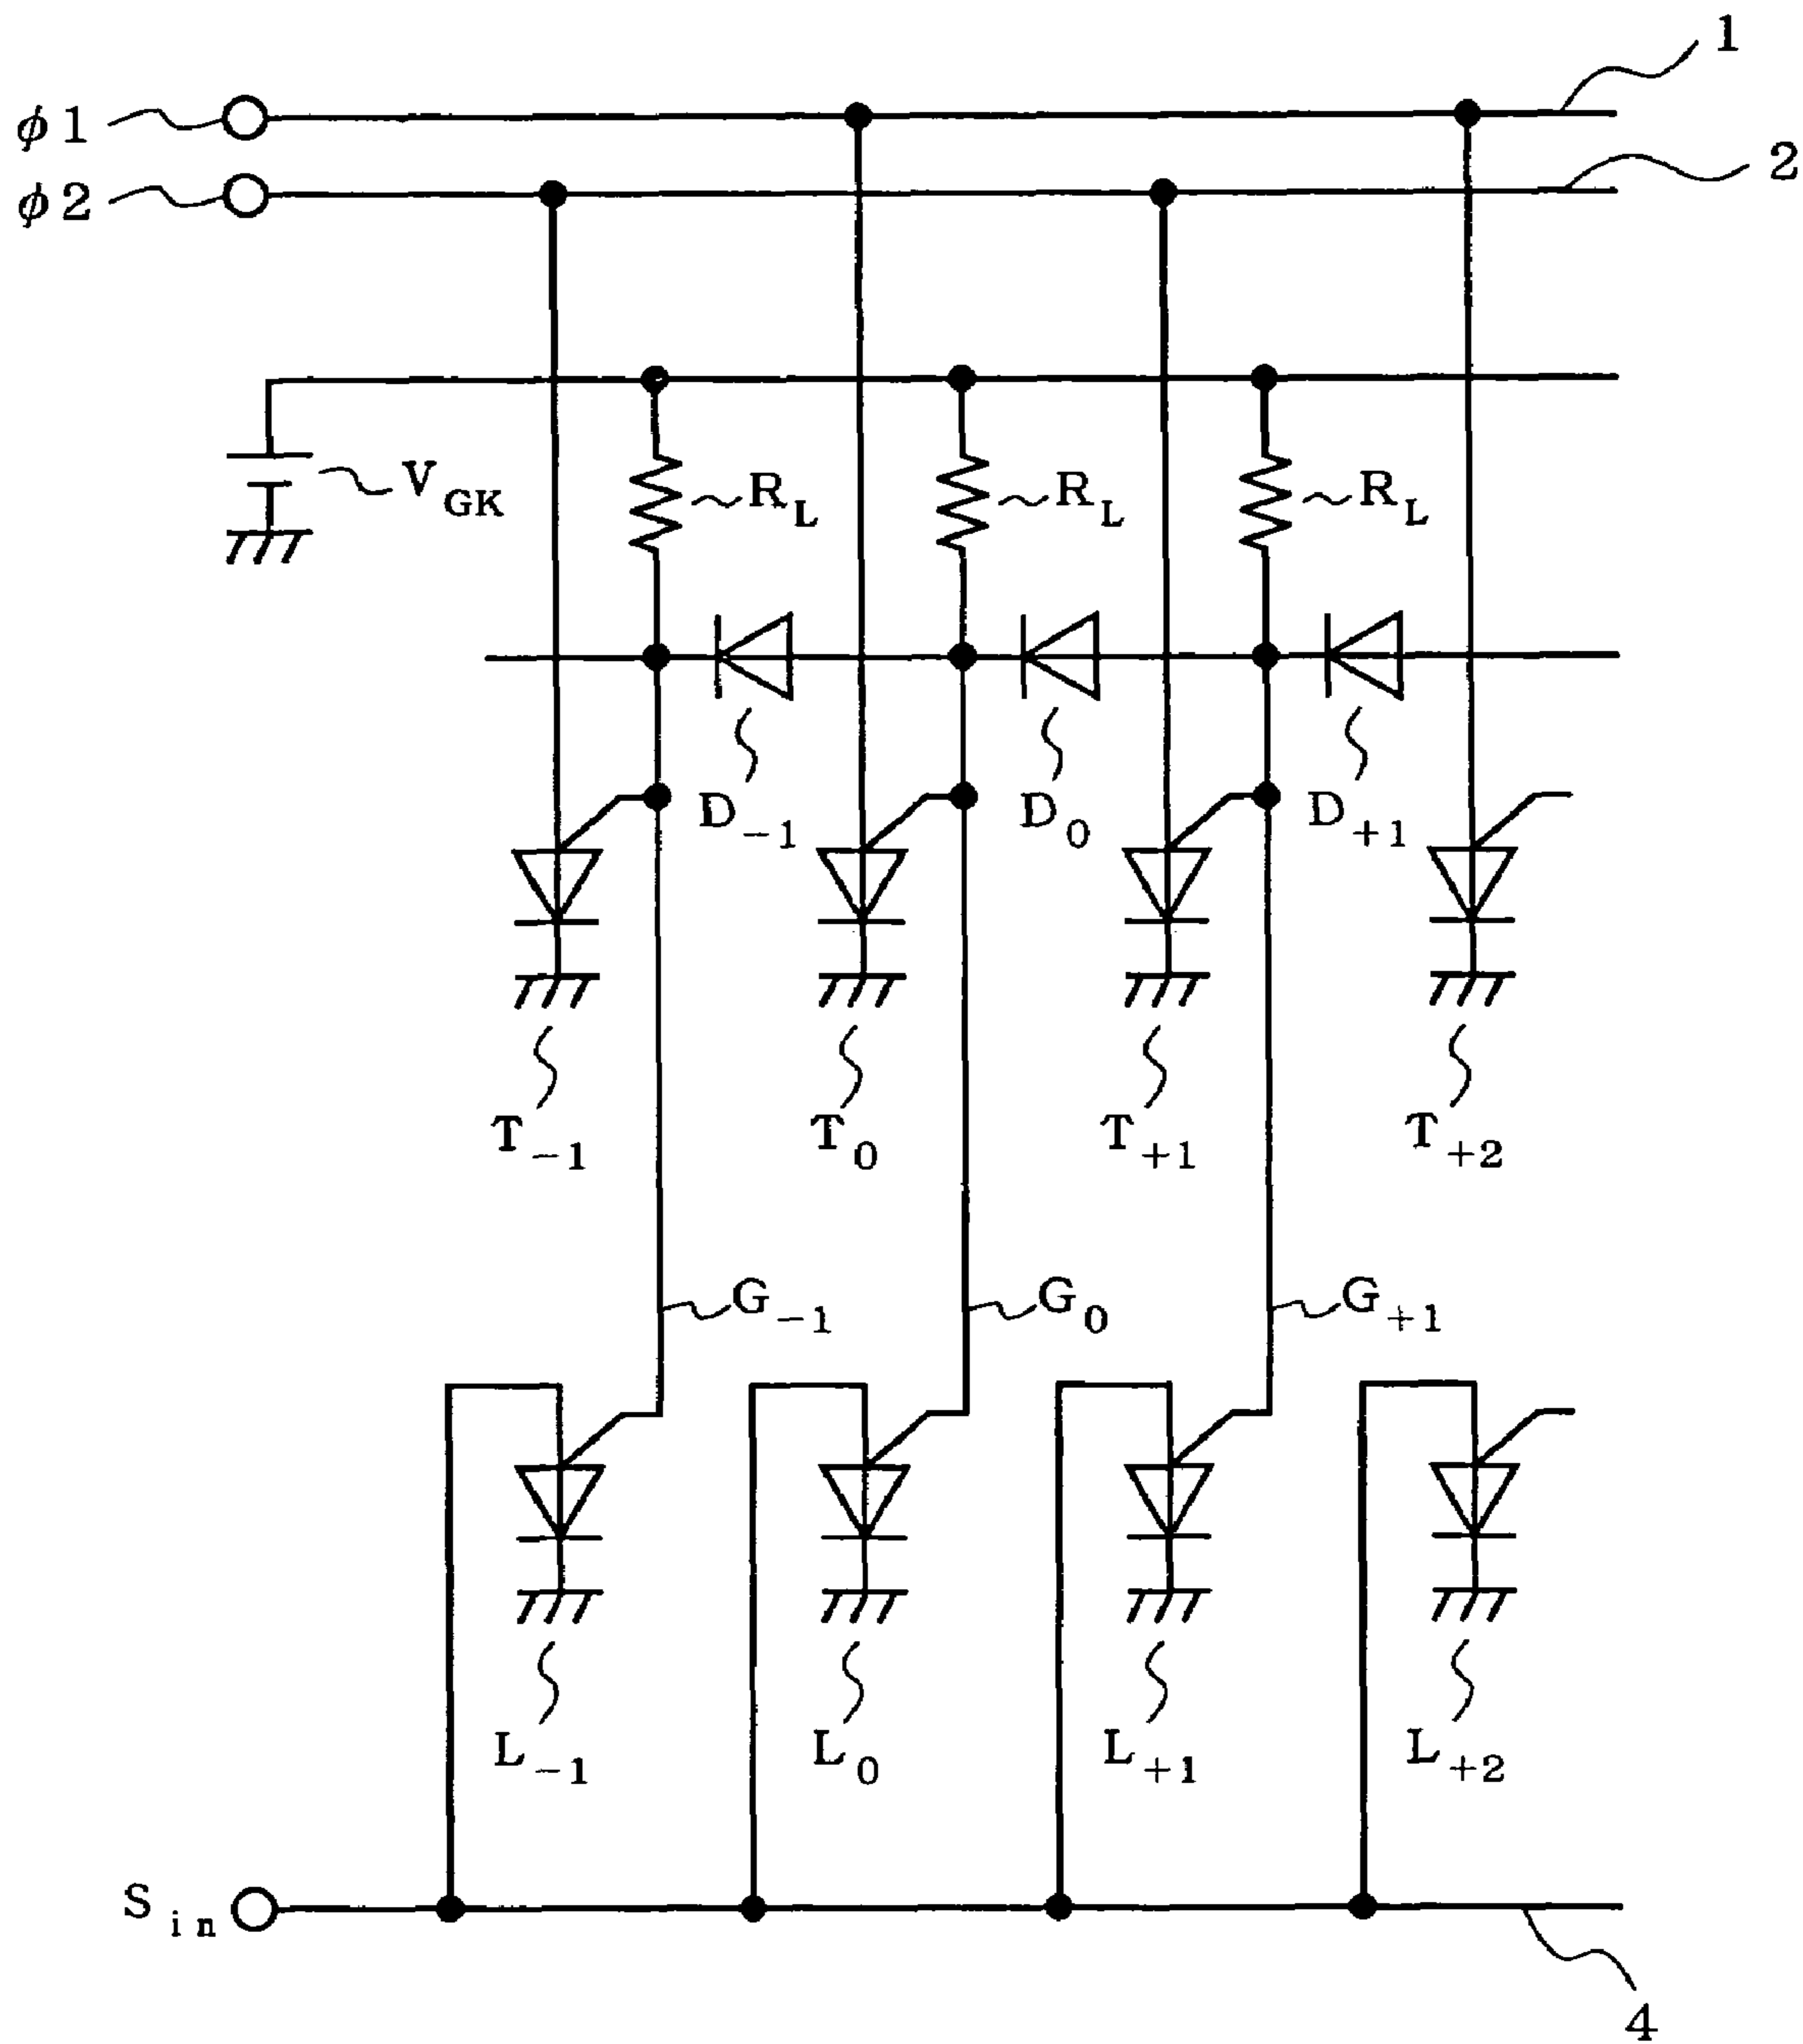 1
φ1
2
φ2
V_GK
R_L R_L R_L
D_-1 D_0 D_+1
T_-1 T_0 T_+1 T_+2
G_-1 G_0 G_+1
L_-1 L_0 L_+1 L_+2
S_in
4